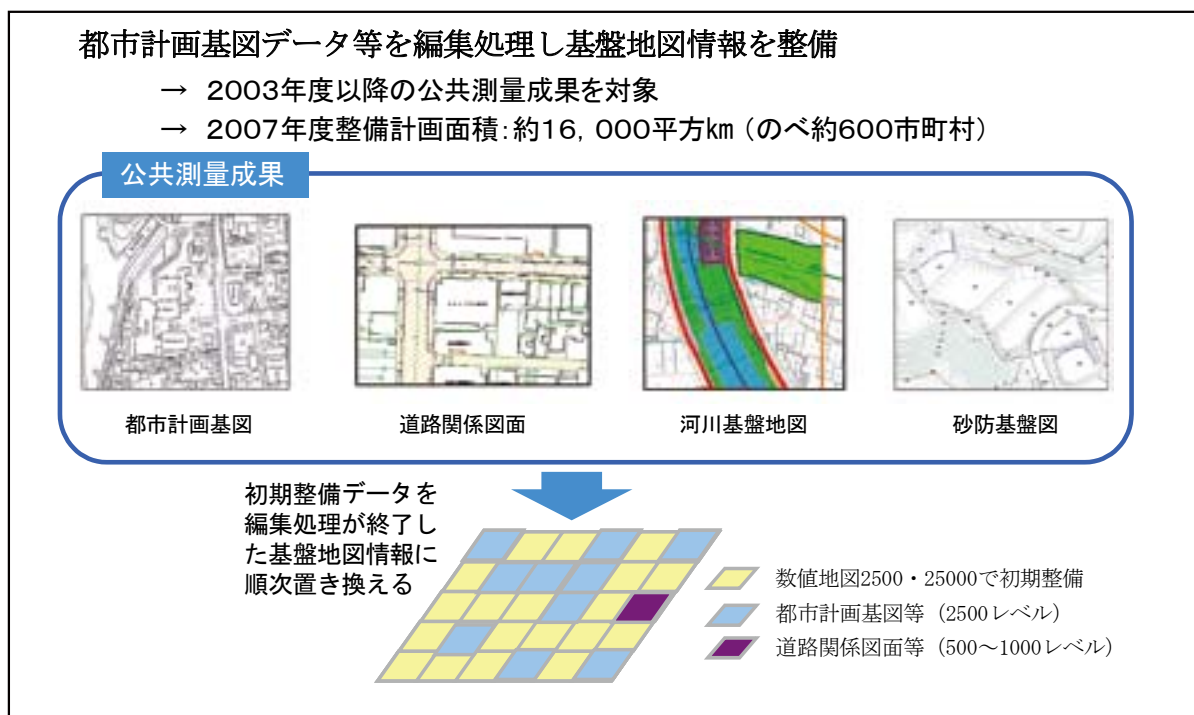 都市計画基図データ等を編集処理し基盤地図情報を整備
→ 2003年度以降の公共測量成果を対象
→ 2007年度整備計画面積:約16,000平方㎞(のべ約600市町村)
公共測量成果
都市計画基図
道路関係図面
河川基盤地図
砂防基盤図
初期整備データを
編集処理が終了し
た基盤地図情報に
順次置き換える
数値地図2500・25000で初期整備
都市計画基図等(2500レベル)
道路関係図面等(500～1000レベル)